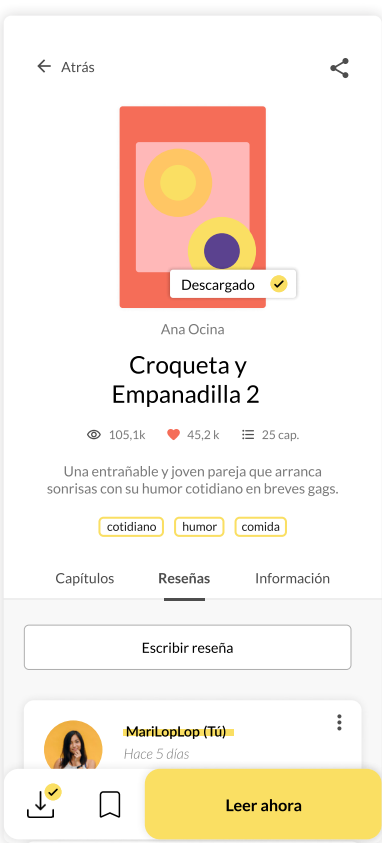 Atrás
Descargado
Ana Ocina
Croqueta y
Empanadilla 2
105,1k 45,2 k 25 cap.
Una entrañable y joven pareja que arranca
sonrisas con su humor cotidiano en breves gags.
cotidiano humor comida
Capítulos Reseñas Información
Escribir reseña
MariLopLop (Tú)
Hace 5 días
Leer ahora